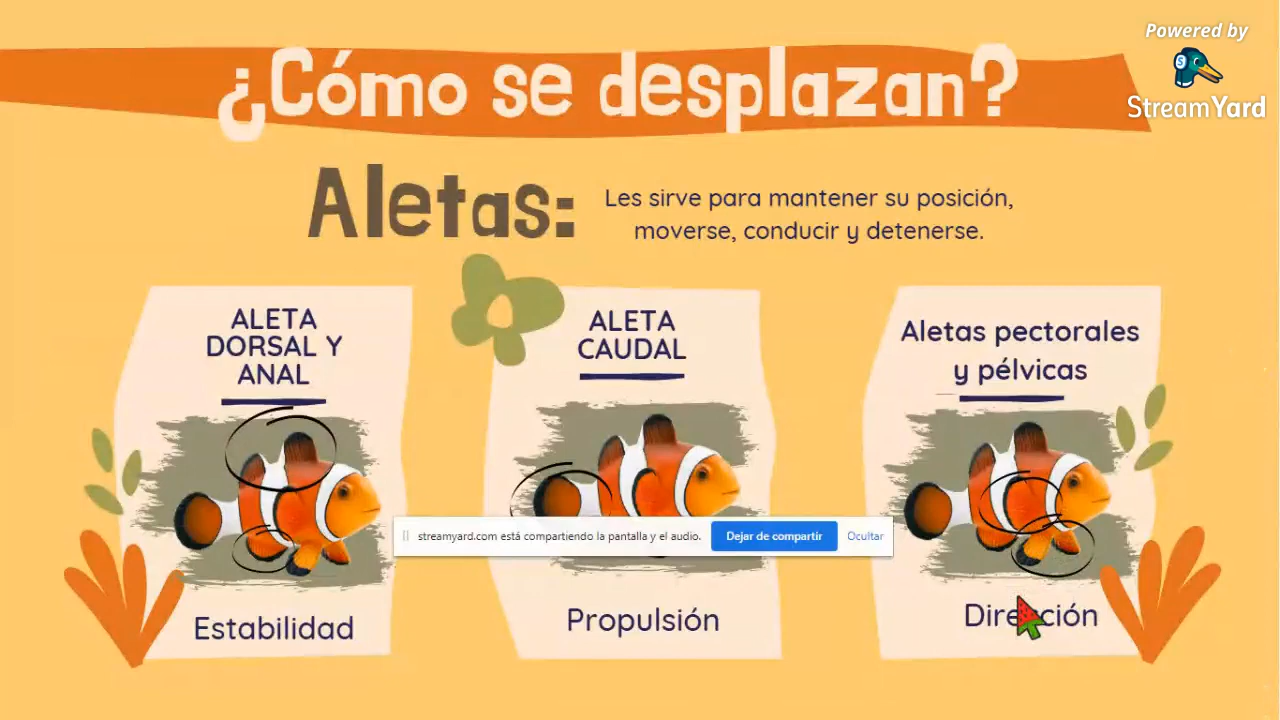 Powered by
StreamYard
¿Cómo se desplazan?
Aletas:
Les sirve para mantener su posición,
moverse, conducir y detenerse.
ALETA
DORSAL Y
ANAL
Estabilidad
ALETA
CAUDAL
Propulsión
Aletas pectorales
y pélvicas
Dirección
streamyard.com está compartiendo la pantalla y el audio.
Dejar de compartir
Ocultar